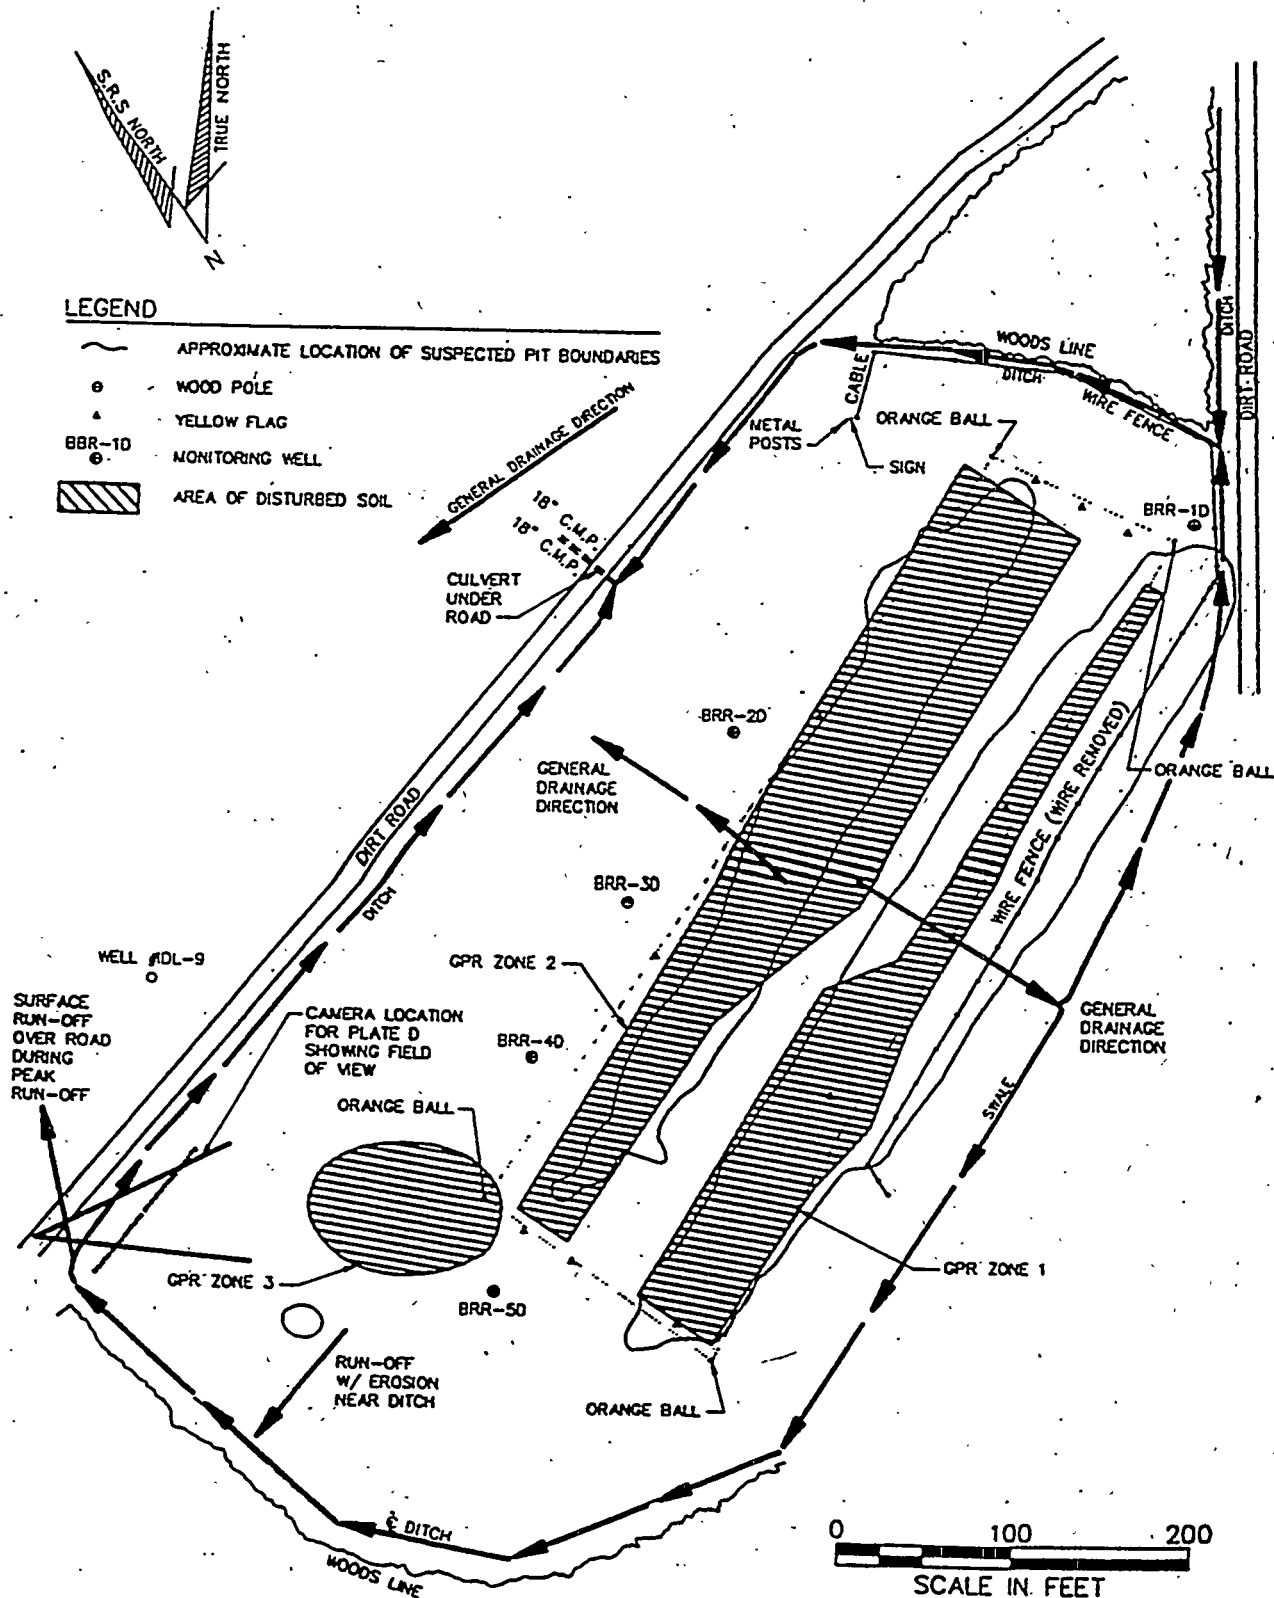 S.R.S NORTH
TRUE NORTH
N
LEGEND
APPROXIMATE LOCATION OF SUSPECTED PIT BOUNDARIES
WOOD POLE
YELLOW FLAG
BBR-1D
MONITORING WELL
AREA OF DISTURBED SOIL
GENERAL DRAINAGE DIRECTION
18" C.M.P.
18" C.M.P.
CULVERT
UNDER
ROAD
CABLE
METAL
POSTS
SIGN
WOODS LINE
DITCH
WIRE FENCE
DITCH
DIRT ROAD
ORANGE BALL
BRR-1D
BRR-2D
GENERAL
DRAINAGE
DIRECTION
ORANGE BALL
WIRE FENCE (WIRE REMOVED)
DIRT ROAD
DITCH
BRR-3D
GPR ZONE 2
WELL
SURFACE
RUN-OFF
OVER ROAD
DURING
PEAK
RUN-OFF
CAMERA LOCATION
FOR PLATE D
SHOWING FIELD
OF VIEW
BRR-4D
GENERAL
DRAINAGE
DIRECTION
SWALE
ORANGE BALL
GPR ZONE 3
BRR-5D
GPR ZONE 1
RUN-OFF
W/ EROSION
NEAR DITCH
ORANGE BALL
DITCH
WOODS LINE
0 100 200
SCALE IN FEET